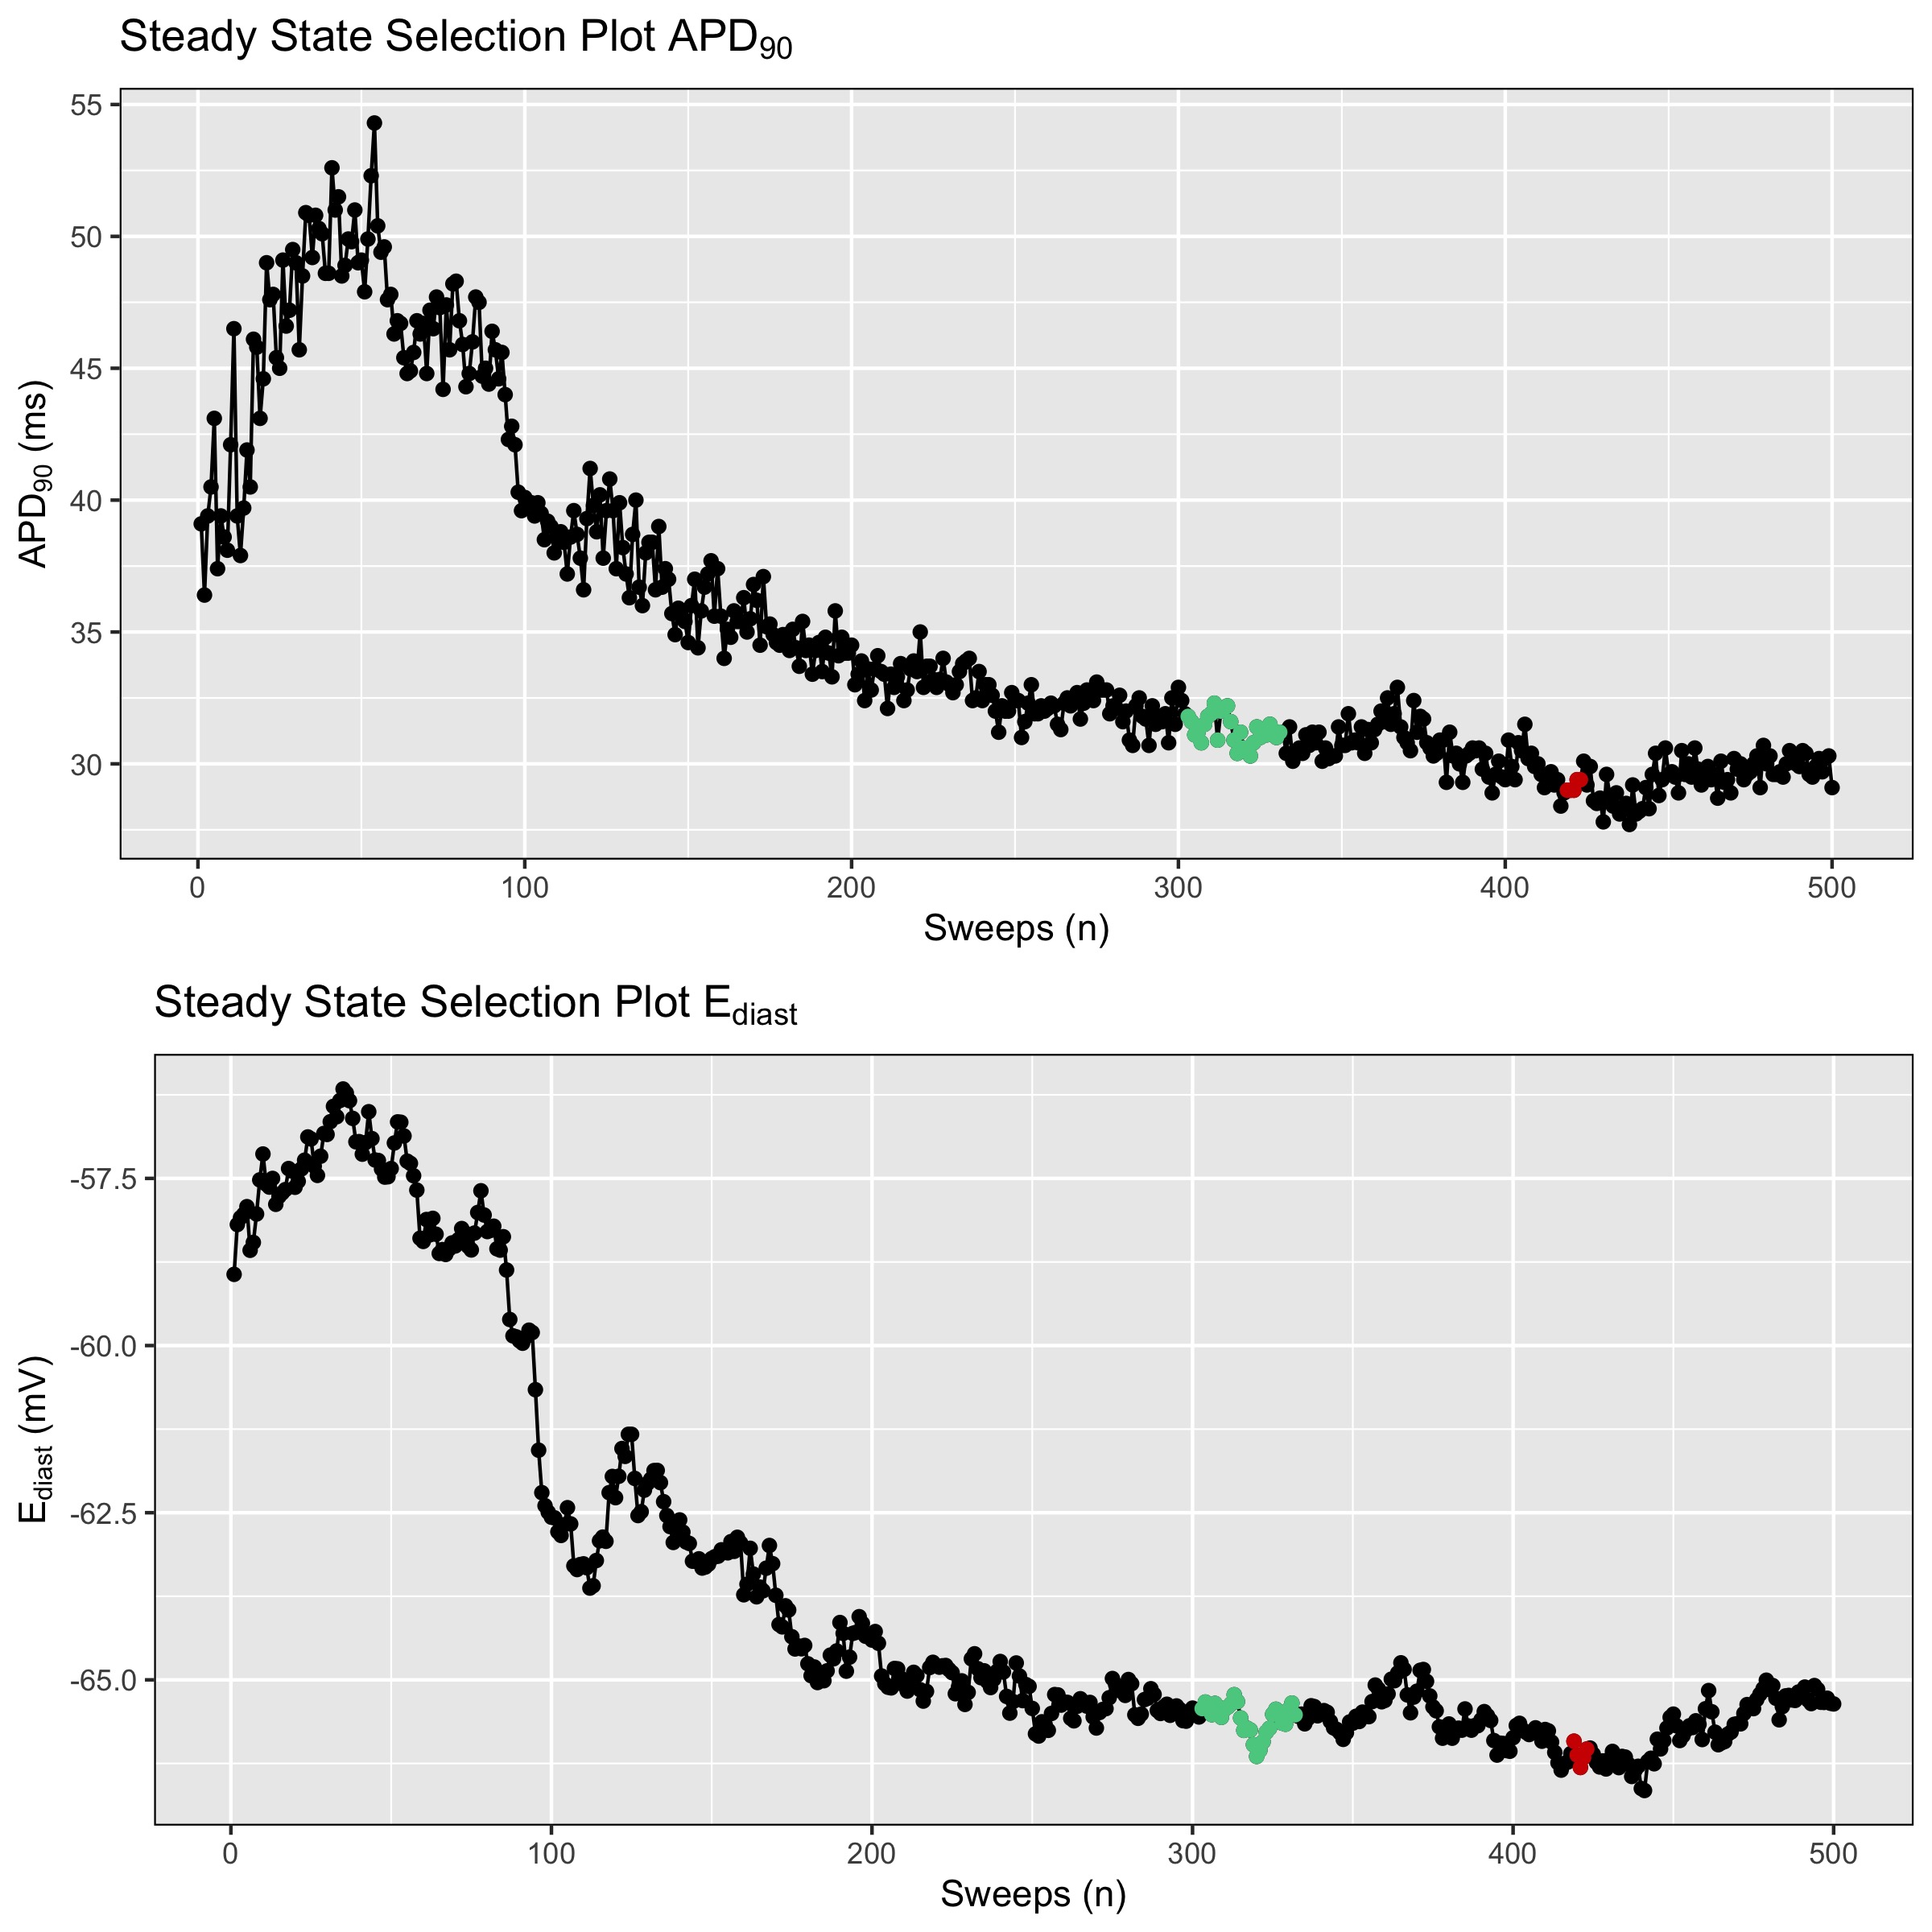 Steady State Selection Plot APD90
55
50
45
40
35
30
APD90 (ms)
0 100 200 300 400 500
Sweeps (n)
Steady State Selection Plot Ediast
-57.5
-60.0
-62.5
-65.0
Ediast (mV)
0 100 200 300 400 500
Sweeps (n)